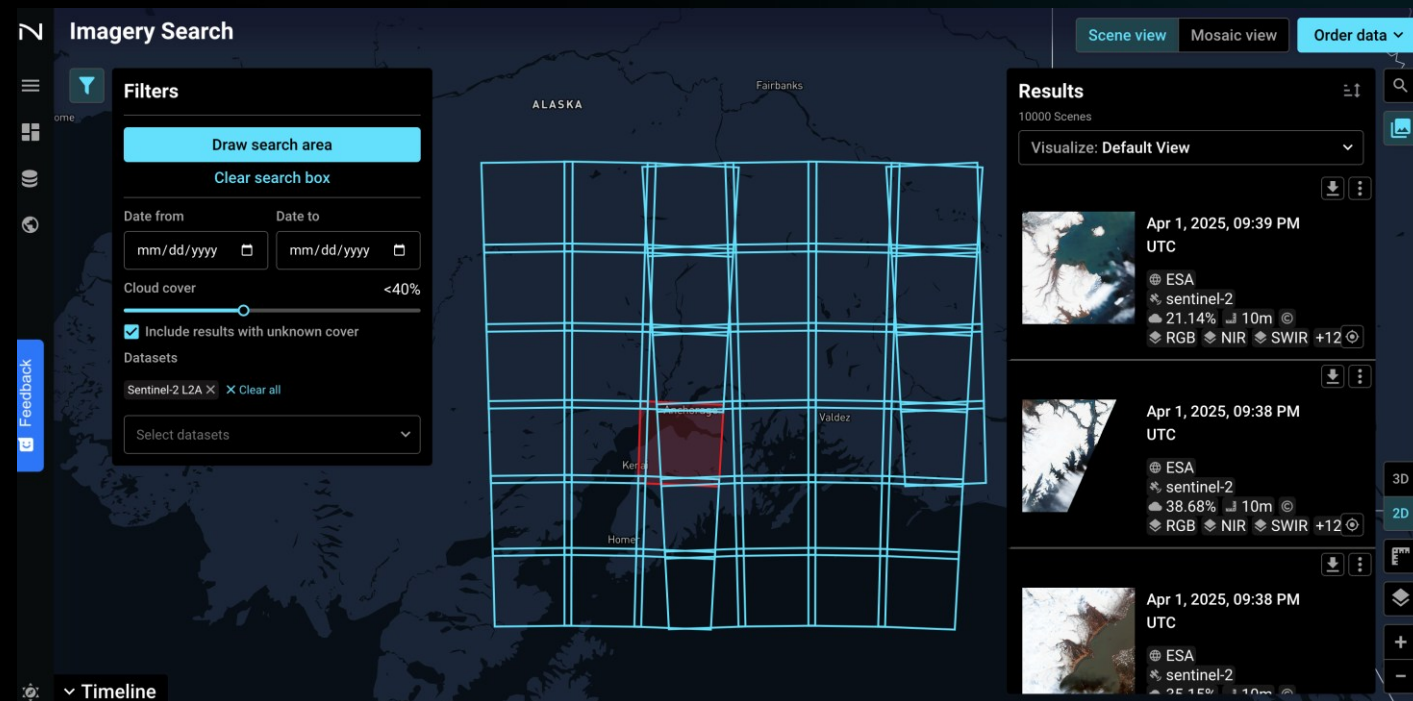 Imagery Search
Scene view
Mosaic view
Order data
Filters
Draw search area
Clear search box
Date from
Date to
mm/dd/yyyy
mm/dd/yyyy
Cloud cover
<40%
Include results with unknown cover
Datasets
Sentinel-2 L2A
Clear all
Select datasets
Feedback
Timeline
ome
ALASKA
Fairbanks
Anchorage
Valdez
Kenai
Homer
Results
10000 Scenes
Visualize: Default View
Apr 1, 2025, 09:39 PM
UTC
ESA
sentinel-2
21.14% 10m ©
RGB NIR SWIR +12
Apr 1, 2025, 09:38 PM
UTC
ESA
sentinel-2
38.68% 10m ©
RGB NIR SWIR +12
Apr 1, 2025, 09:38 PM
UTC
ESA
sentinel-2
35.15% 10m ©
3D
2D